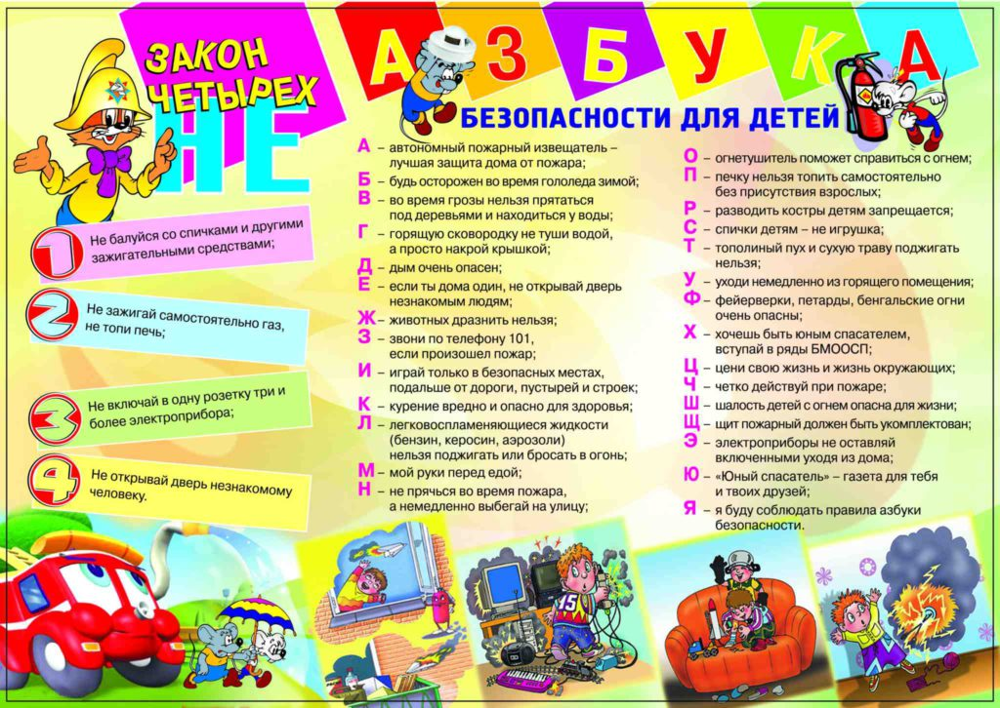 ЗАКОН
ЧЕТЫРЕХ
НЕ
1
Не балуйся со спичками и другими
зажигательными средствами;
2
Не зажигай самостоятельно газ,
не топи печь;
3
Не включай в одну розетку три и
более электроприбора;
4
Не открывай дверь незнакомому
человеку.
АЗБУКА
БЕЗОПАСНОСТИ ДЛЯ ДЕТЕЙ
А – автономный пожарный извещатель –
лучшая защита дома от пожара;
Б – будь осторожен во время гололеда зимой;
В – во время грозы нельзя прятаться
под деревьями и находиться у воды;
Г – горящую сковородку не туши водой,
а просто накрой крышкой;
Д – дым очень опасен;
Е – если ты дома один, не открывай дверь
незнакомым людям;
Ж – животных дразнить нельзя;
З – звони по телефону 101,
если произошел пожар;
И – играй только в безопасных местах,
подальше от дороги, пустырей и строек;
К – курение вредно и опасно для здоровья;
Л – легковоспламеняющиеся жидкости
(бензин, керосин, аэрозоли)
нельзя поджигать или бросать в огонь;
М – мой руки перед едой;
Н – не прячься во время пожара,
а немедленно выбегай на улицу;
О – огнетушитель поможет справиться с огнем;
П – печку нельзя топить самостоятельно
без присутствия взрослых;
Р – разводить костры детям запрещается;
С – спички детям – не игрушка;
Т – тополиный пух и сухую траву поджигать
нельзя;
У – уходи немедленно из горящего помещения;
Ф – фейерверки, петарды, бенгальские огни
очень опасны;
Х – хочешь быть юным спасателем,
вступай в ряды БМООСП;
Ц – цени свою жизнь и жизнь окружающих;
Ч – четко действуй при пожаре;
Ш – шалость детей с огнем опасна для жизни;
Щ – щит пожарный должен быть укомплектован;
Э – электроприборы не оставляй
включенными уходя из дома;
Ю – «Юный спасатель» – газета для тебя
и твоих друзей;
Я – я буду соблюдать правила азбуки
безопасности.
45